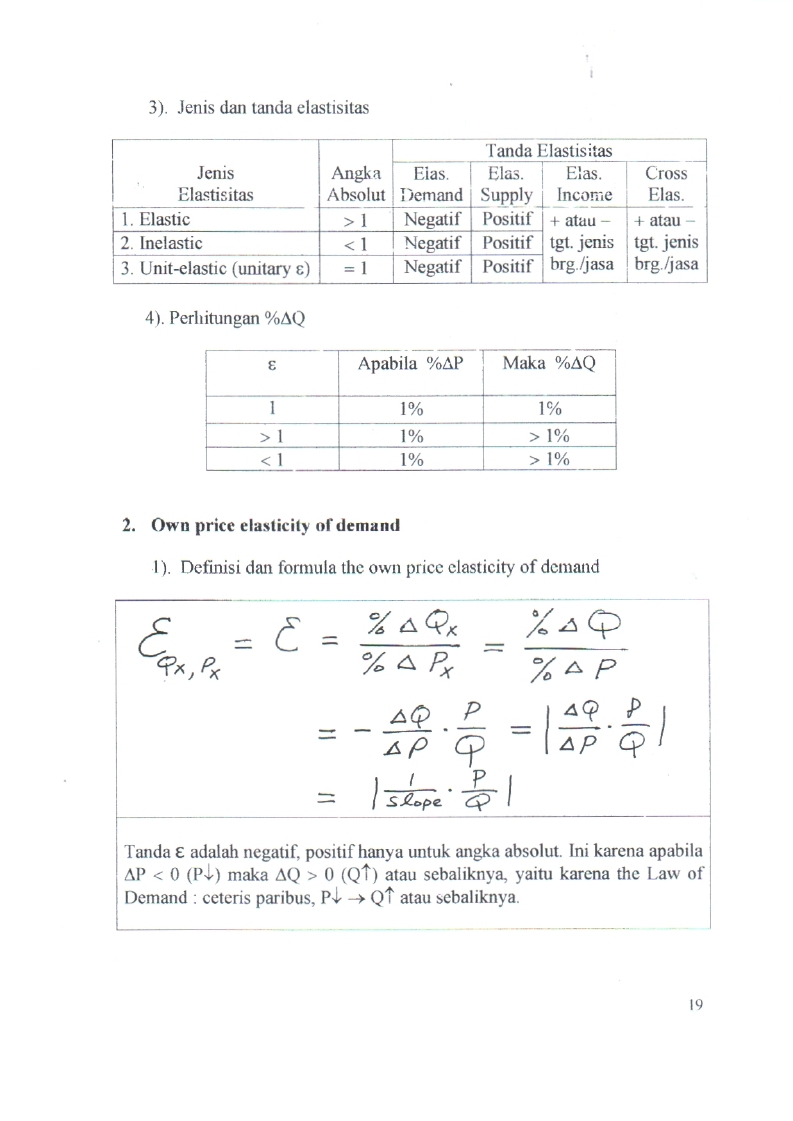 3). Jenis dan tanda elastisitas
Tanda Elastisitas
Jenis Angka Elas. Elas. Elas. Cross
Elastisitas Absolut Demand Supply Income Elas.
1. Elastic > 1 Negatif Positif + atau – + atau –
2. Inelastic < 1 Negatif Positif tgt. jenis tgt. jenis
3. Unit-elastic (unitary ε) = 1 Negatif Positif brg./jasa brg./jasa
4). Perhitungan %ΔQ
ε Apabila %ΔP Maka %ΔQ
1 1% 1%
> 1 1% > 1%
< 1 1% > 1%
2. Own price elasticity of demand
1). Definisi dan formula the own price elasticity of demand
ε Qx, Px = ε = % Δ Qx / % Δ Px = % Δ Q / % Δ P
= − ΔQ / ΔP · P / Q = | ΔQ / ΔP · P / Q |
= | 1 / slope · P / Q |
Tanda ε adalah negatif, positif hanya untuk angka absolut. Ini karena apabila
ΔP < 0 (P↓) maka ΔQ > 0 (Q↑) atau sebaliknya, yaitu karena the Law of
Demand : ceteris paribus, P↓ → Q↑ atau sebaliknya.
19